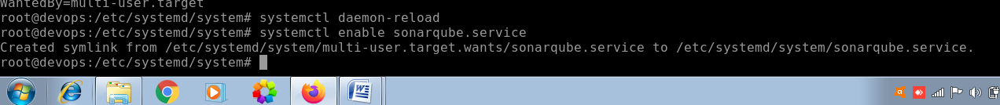 WantedBy=multi-user.target
root@devops:/etc/systemd/system# systemctl daemon-reload
root@devops:/etc/systemd/system# systemctl enable sonarqube.service
Created symlink from /etc/systemd/system/multi-user.target.wants/sonarqube.service to /etc/systemd/system/sonarqube.service.
root@devops:/etc/systemd/system#